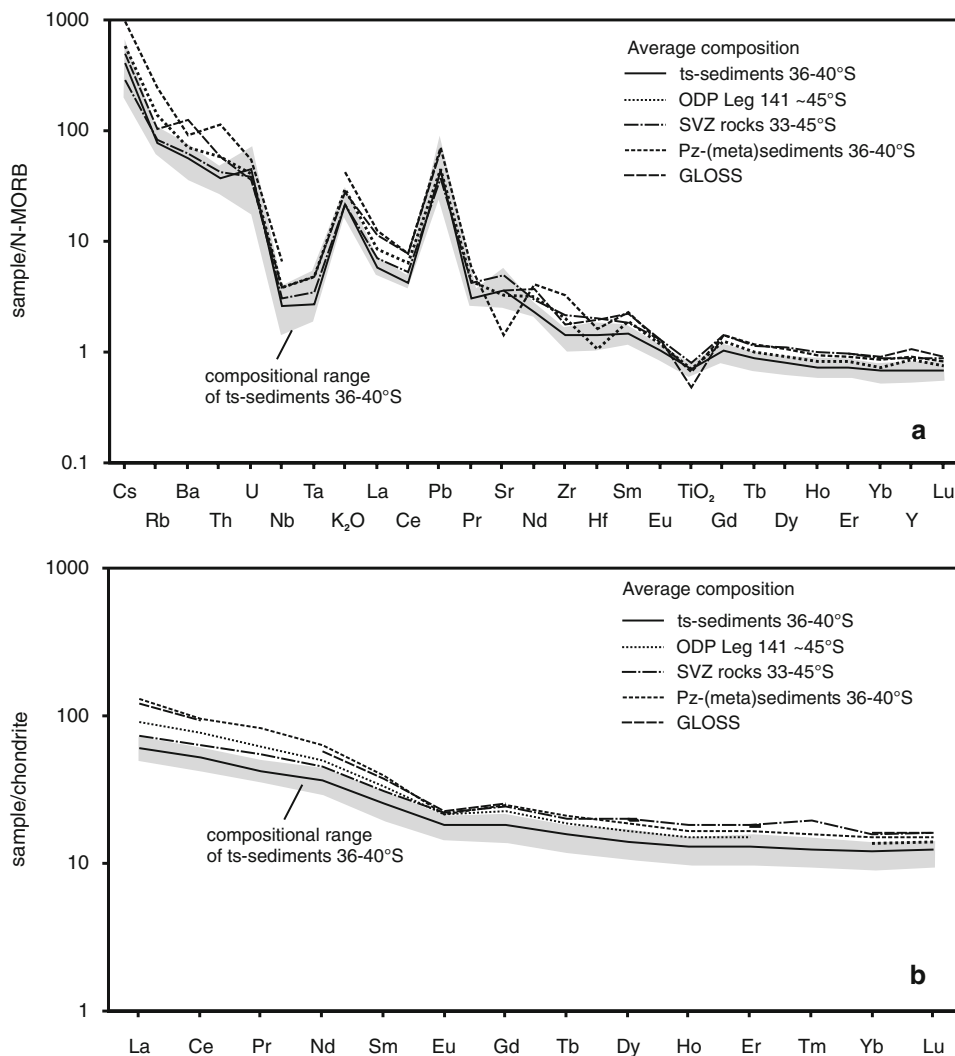 1000
100
10
1
0.1
sample/N-MORB
Average composition
ts-sediments 36-40°S
ODP Leg 141 ~45°S
SVZ rocks 33-45°S
Pz-(meta)sediments 36-40°S
GLOSS
compositional range
of ts-sediments 36-40°S
a
Cs Ba U Ta La Pb Sr Zr Sm TiO₂ Tb Ho Yb Lu
Rb Th Nb K₂O Ce Pr Nd Hf Eu Gd Dy Er Y
1000
100
10
1
sample/chondrite
Average composition
ts-sediments 36-40°S
ODP Leg 141 ~45°S
SVZ rocks 33-45°S
Pz-(meta)sediments 36-40°S
GLOSS
compositional range
of ts-sediments 36-40°S
b
La Ce Pr Nd Sm Eu Gd Tb Dy Ho Er Tm Yb Lu